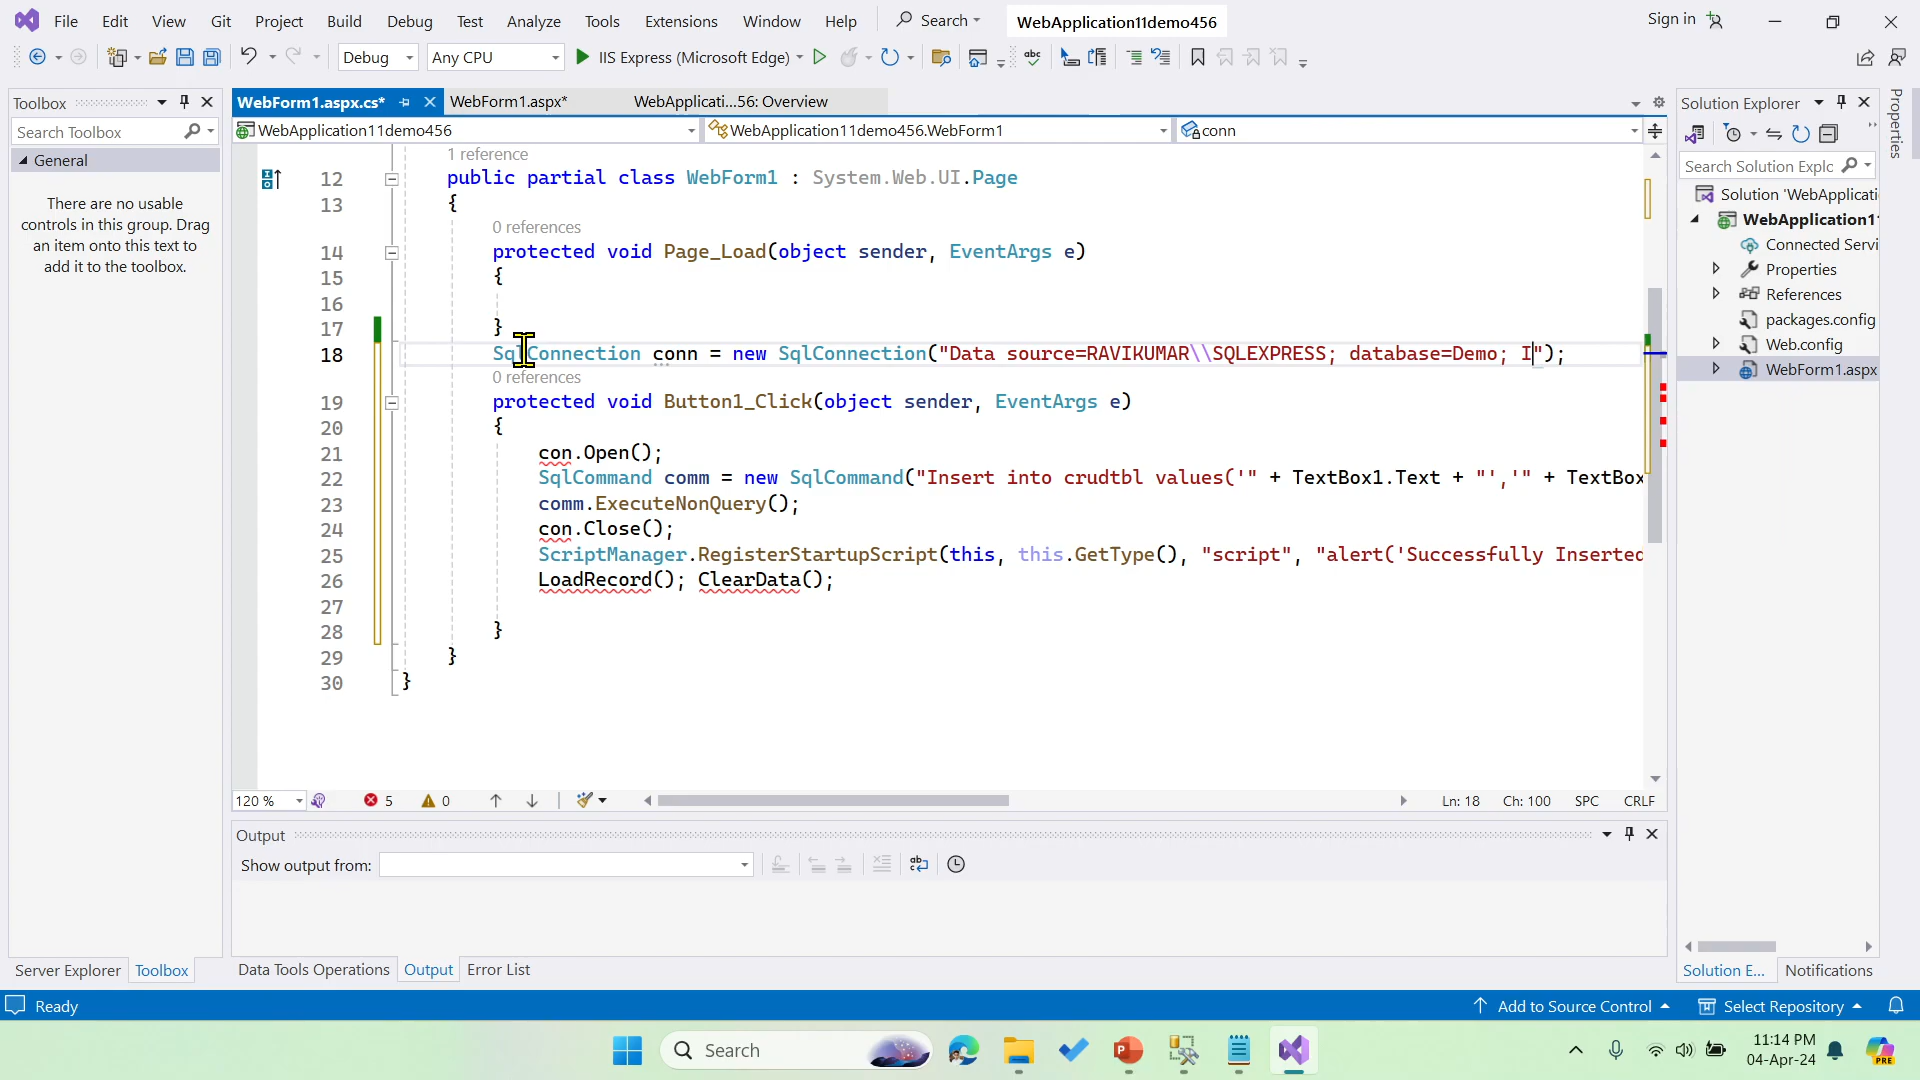 File Edit View Git Project Build Debug Test Analyze Tools Extensions Window Help Search WebApplication11demo456 Sign in
Debug Any CPU IIS Express (Microsoft Edge)
Toolbox
Search Toolbox
General
There are no usable
controls in this group. Drag
an item onto this text to
add it to the toolbox.
Server Explorer Toolbox
WebForm1.aspx.cs* WebForm1.aspx* WebApplicati...56: Overview
WebApplication11demo456 WebApplication11demo456.WebForm1 conn
1 reference
12 public partial class WebForm1 : System.Web.UI.Page
13 {
0 references
14 protected void Page_Load(object sender, EventArgs e)
15 {
16
17 }
18 SqlConnection conn = new SqlConnection("Data source=RAVIKUMAR\\SQLEXPRESS; database=Demo; I");
0 references
19 protected void Button1_Click(object sender, EventArgs e)
20 {
21 con.Open();
22 SqlCommand comm = new SqlCommand("Insert into crudtbl values('" + TextBox1.Text + "','" + TextBox
23 comm.ExecuteNonQuery();
24 con.Close();
25 ScriptManager.RegisterStartupScript(this, this.GetType(), "script", "alert('Successfully Inserted
26 LoadRecord(); ClearData();
27
28 }
29 }
30 }
120 % 5 0 Ln: 18 Ch: 100 SPC CRLF
Output
Show output from:
Data Tools Operations Output Error List
Solution Explorer
Search Solution Explc
Solution 'WebApplicati
WebApplication1
Connected Servi
Properties
References
packages.config
Web.config
WebForm1.aspx
Solution E... Notifications
Properties
Ready Add to Source Control Select Repository
Search
11:14 PM
04-Apr-24
PRE